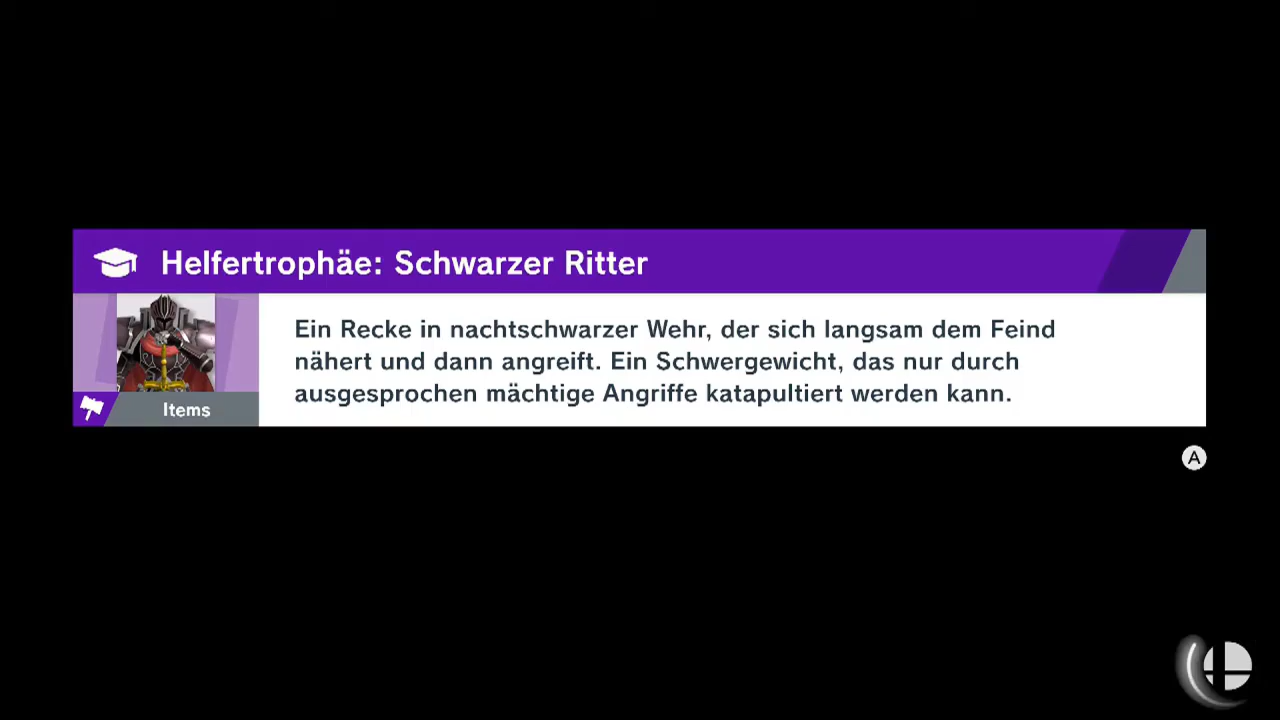 Helfertrophäe: Schwarzer Ritter
Ein Recke in nachtschwarzer Wehr, der sich langsam dem Feind
nähert und dann angreift. Ein Schwergewicht, das nur durch
ausgesprochen mächtige Angriffe katapultiert werden kann.
Items
A